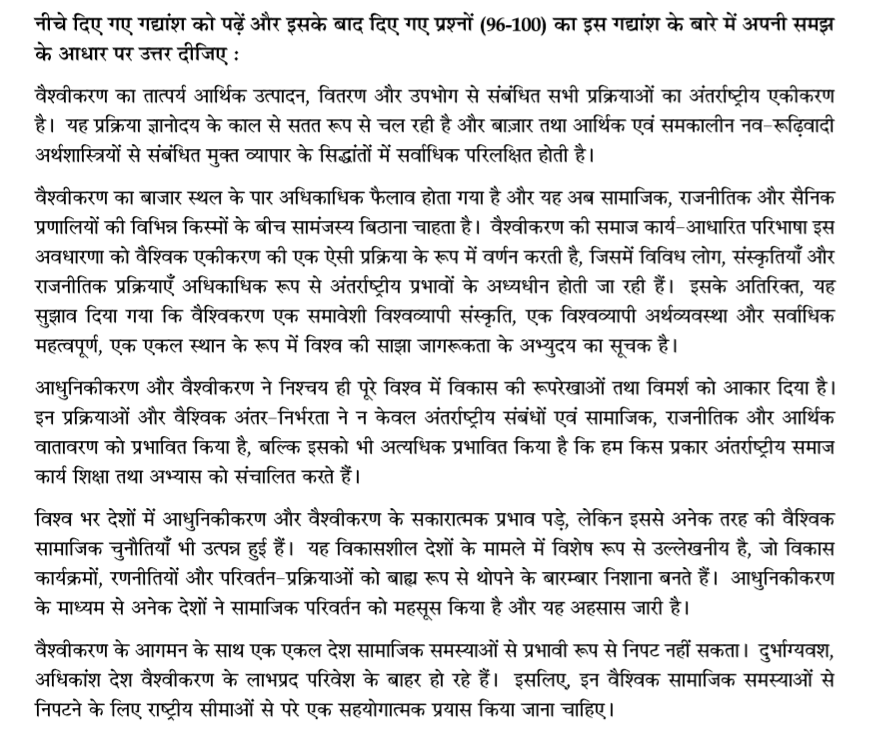 नीचे दिए गए गद्यांश को पढ़ें और इसके बाद दिए गए प्रश्नों (96-100) का इस गद्यांश के बारे में अपनी समझ
के आधार पर उत्तर दीजिए :
वैश्वीकरण का तात्पर्य आर्थिक उत्पादन, वितरण और उपभोग से संबंधित सभी प्रक्रियाओं का अंतर्राष्ट्रीय एकीकरण
है। यह प्रक्रिया ज्ञानोदय के काल से सतत रूप से चल रही है और बाज़ार तथा आर्थिक एवं समकालीन नव-रूढ़िवादी
अर्थशास्त्रियों से संबंधित मुक्त व्यापार के सिद्धांतों में सर्वाधिक परिलक्षित होती है।
वैश्वीकरण का बाजार स्थल के पार अधिकाधिक फैलाव होता गया है और यह अब सामाजिक, राजनीतिक और सैनिक
प्रणालियों की विभिन्न किस्मों के बीच सामंजस्य बिठाना चाहता है। वैश्वीकरण की समाज कार्य-आधारित परिभाषा इस
अवधारणा को वैश्विक एकीकरण की एक ऐसी प्रक्रिया के रूप में वर्णन करती है, जिसमें विविध लोग, संस्कृतियाँ और
राजनीतिक प्रक्रियाएँ अधिकाधिक रूप से अंतर्राष्ट्रीय प्रभावों के अध्यधीन होती जा रही हैं। इसके अतिरिक्त, यह
सुझाव दिया गया कि वैश्विकरण एक समावेशी विश्वव्यापी संस्कृति, एक विश्वव्यापी अर्थव्यवस्था और सर्वाधिक
महत्वपूर्ण, एक एकल स्थान के रूप में विश्व की साझा जागरूकता के अभ्युदय का सूचक है।
आधुनिकीकरण और वैश्वीकरण ने निश्चय ही पूरे विश्व में विकास की रूपरेखाओं तथा विमर्श को आकार दिया है।
इन प्रक्रियाओं और वैश्विक अंतर-निर्भरता ने न केवल अंतर्राष्ट्रीय संबंधों एवं सामाजिक, राजनीतिक और आर्थिक
वातावरण को प्रभावित किया है, बल्कि इसको भी अत्यधिक प्रभावित किया है कि हम किस प्रकार अंतर्राष्ट्रीय समाज
कार्य शिक्षा तथा अभ्यास को संचालित करते हैं।
विश्व भर देशों में आधुनिकीकरण और वैश्वीकरण के सकारात्मक प्रभाव पड़े, लेकिन इससे अनेक तरह की वैश्विक
सामाजिक चुनौतियाँ भी उत्पन्न हुई हैं। यह विकासशील देशों के मामले में विशेष रूप से उल्लेखनीय है, जो विकास
कार्यक्रमों, रणनीतियों और परिवर्तन-प्रक्रियाओं को बाह्य रूप से थोपने के बारम्बार निशाना बनते हैं। आधुनिकीकरण
के माध्यम से अनेक देशों ने सामाजिक परिवर्तन को महसूस किया है और यह अहसास जारी है।
वैश्वीकरण के आगमन के साथ एक एकल देश सामाजिक समस्याओं से प्रभावी रूप से निपट नहीं सकता। दुर्भाग्यवश,
अधिकांश देश वैश्वीकरण के लाभप्रद परिवेश के बाहर हो रहे हैं। इसलिए, इन वैश्विक सामाजिक समस्याओं से
निपटने के लिए राष्ट्रीय सीमाओं से परे एक सहयोगात्मक प्रयास किया जाना चाहिए।